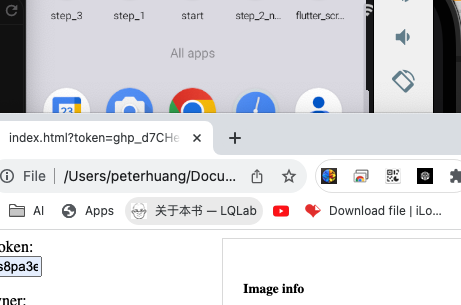 step_3 step_1 start step_2_n... flutter_scr...
All apps
index.html?token=ghp_d7CHe
File /Users/peterhuang/Docu...
AI Apps 关于本书 — LQLab Download file | iLo...
oken:
s8pa3e
Image info
wner: